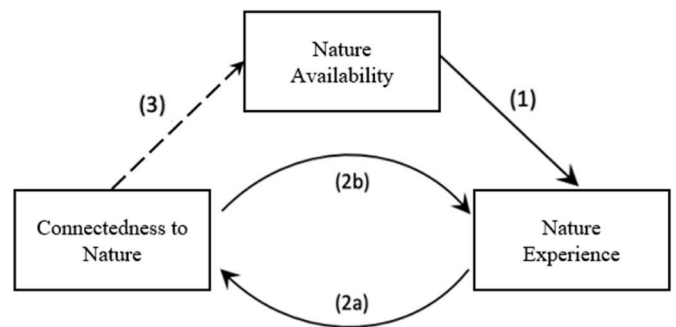 Nature
Availability
(3)
(1)
(2b)
Connectedness to
Nature
Nature
Experience
(2a)